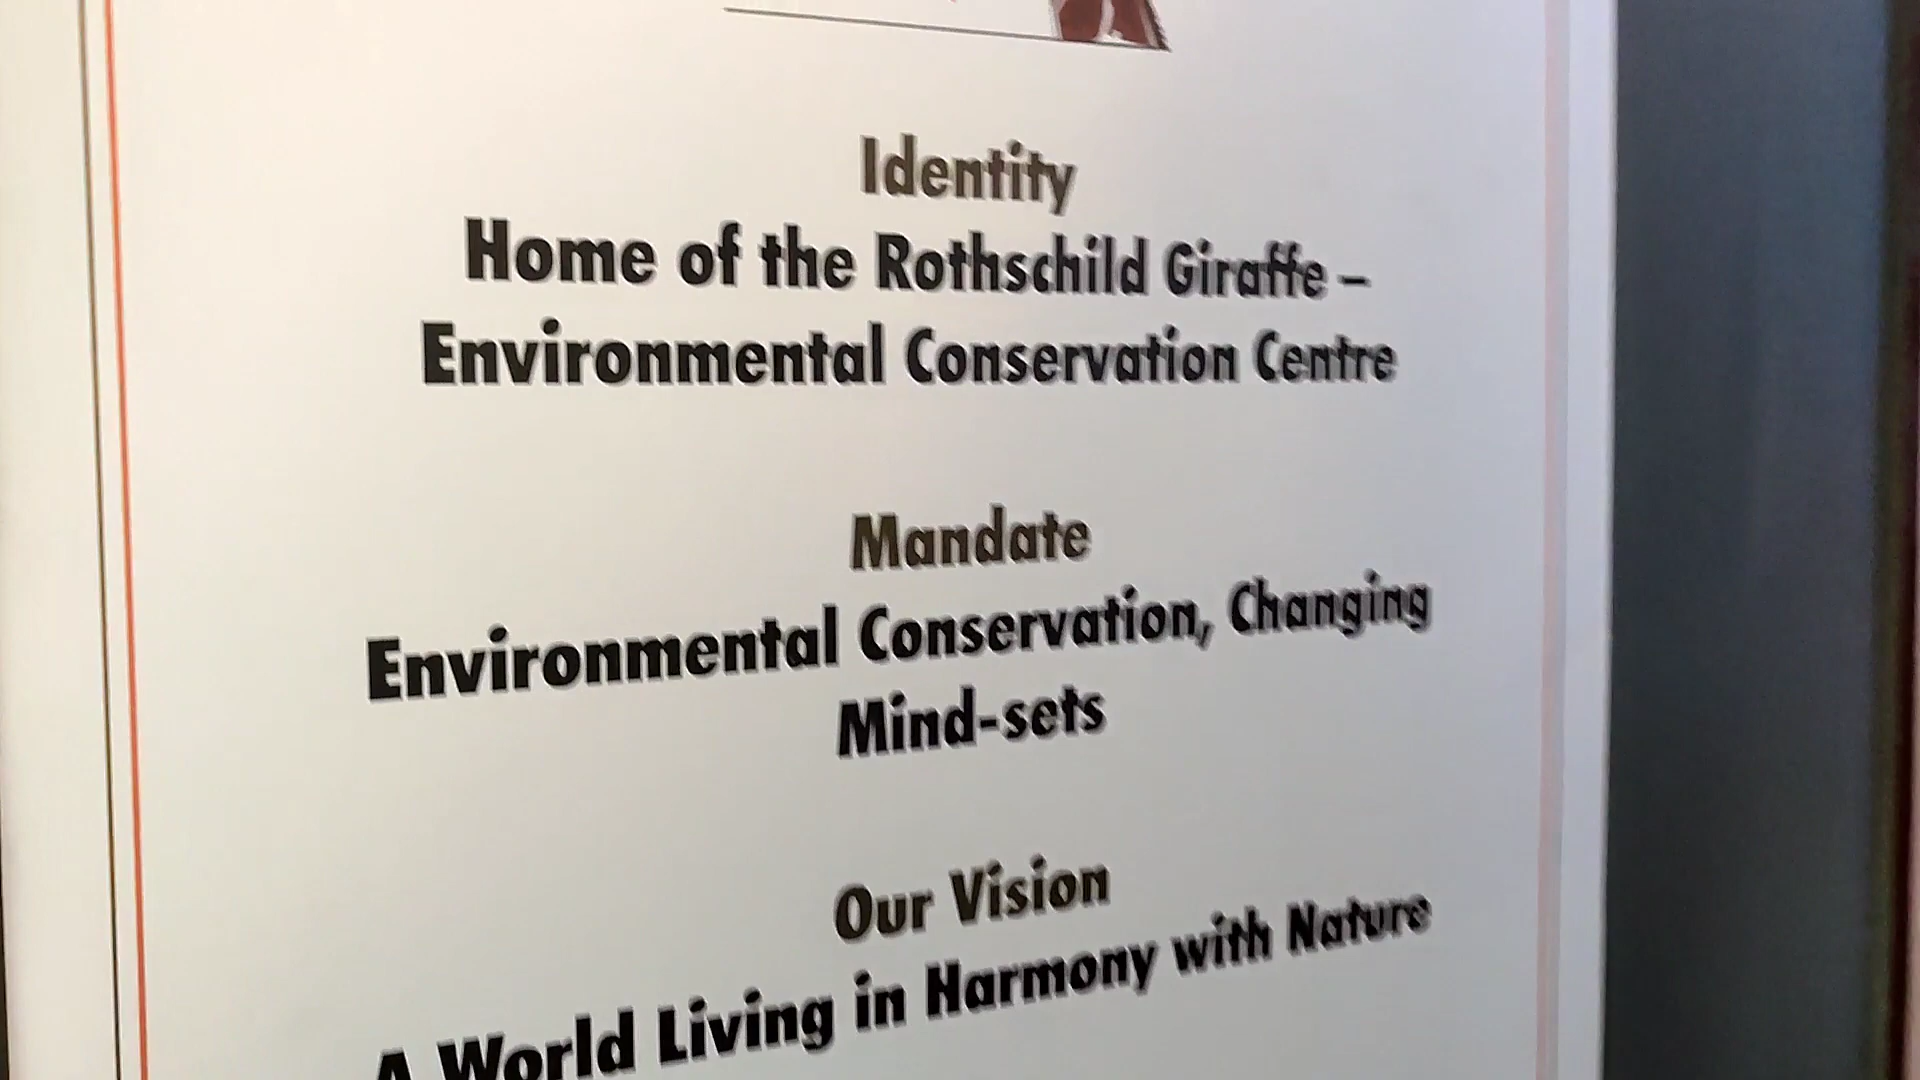 Identity
Home of the Rothschild Giraffe –
Environmental Conservation Centre
Mandate
Environmental Conservation, Changing
Mind-sets
Our Vision
A World Living in Harmony with Nature